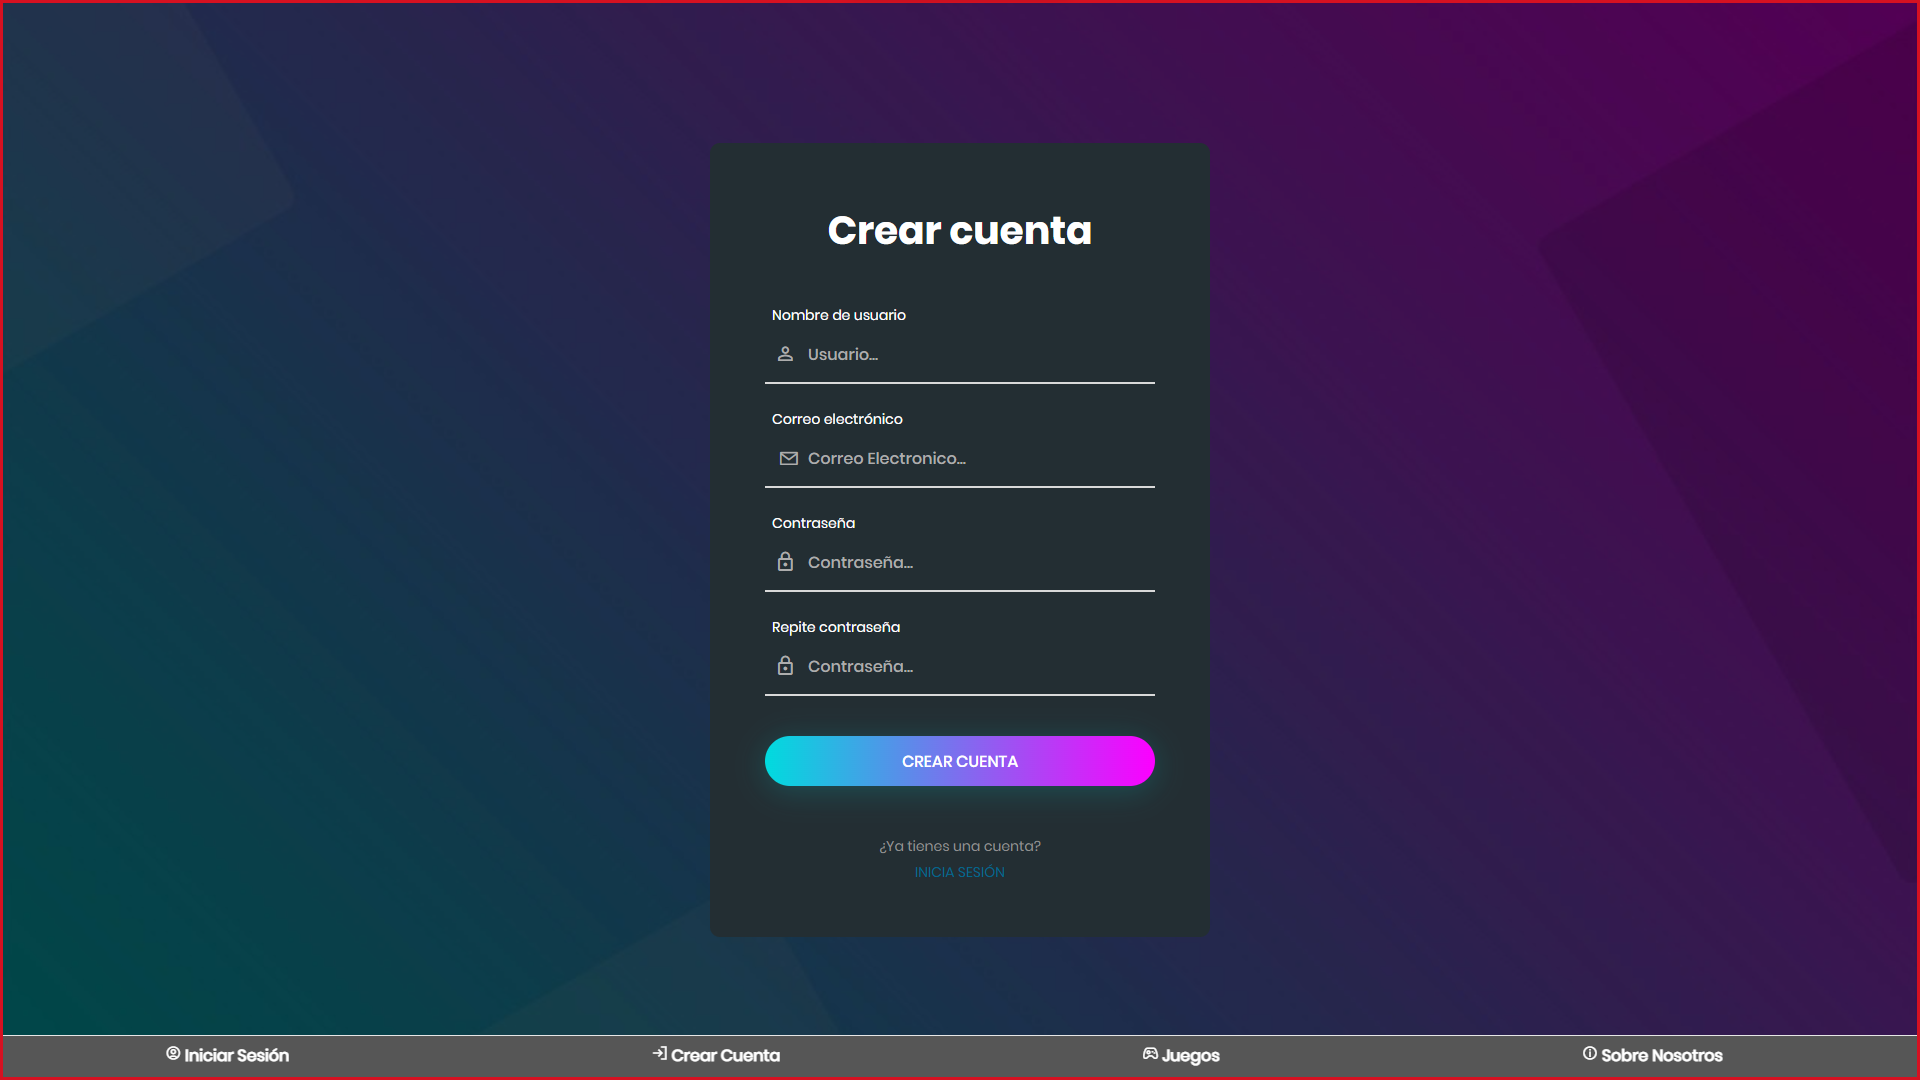 Crear cuenta
Nombre de usuario
Usuario...
Correo electrónico
Correo Electronico...
Contraseña
Contraseña...
Repite contraseña
Contraseña...
CREAR CUENTA
¿Ya tienes una cuenta?
INICIA SESIÓN
Iniciar Sesión Crear Cuenta Juegos Sobre Nosotros